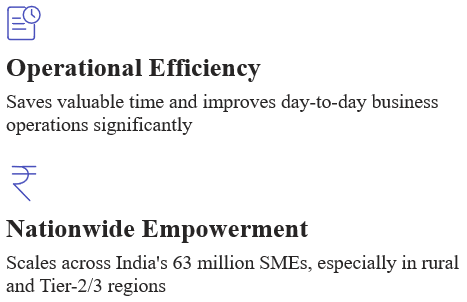 Operational Efficiency
Saves valuable time and improves day-to-day business
operations significantly
₹
Nationwide Empowerment
Scales across India's 63 million SMEs, especially in rural
and Tier-2/3 regions